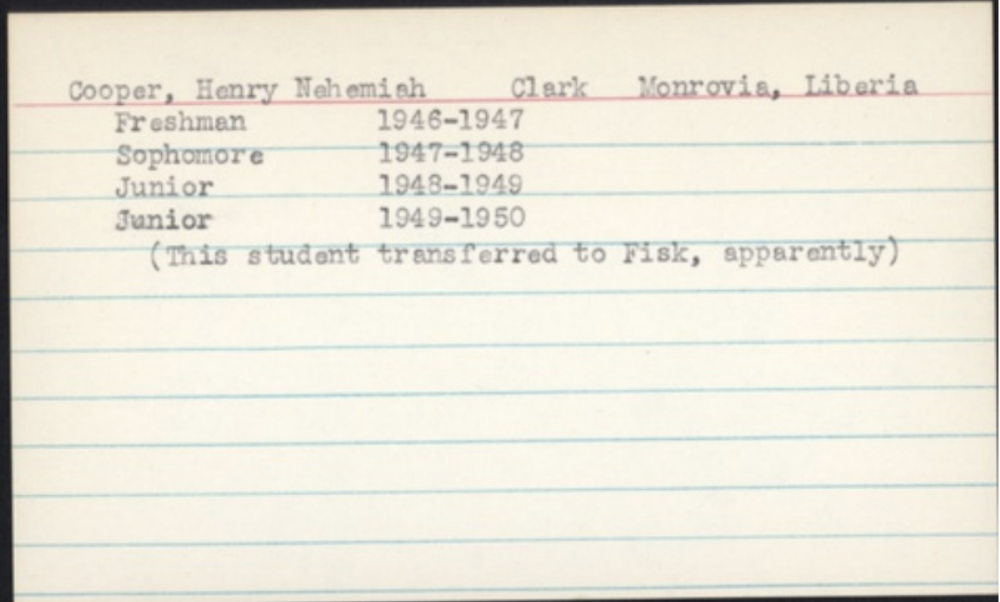 Cooper, Henry Nehemiah Clark Monrovia, Liberia
Freshman 1946-1947
Sophomore 1947-1948
Junior 1948-1949
Junior 1949-1950
(This student transferred to Fisk, apparently)